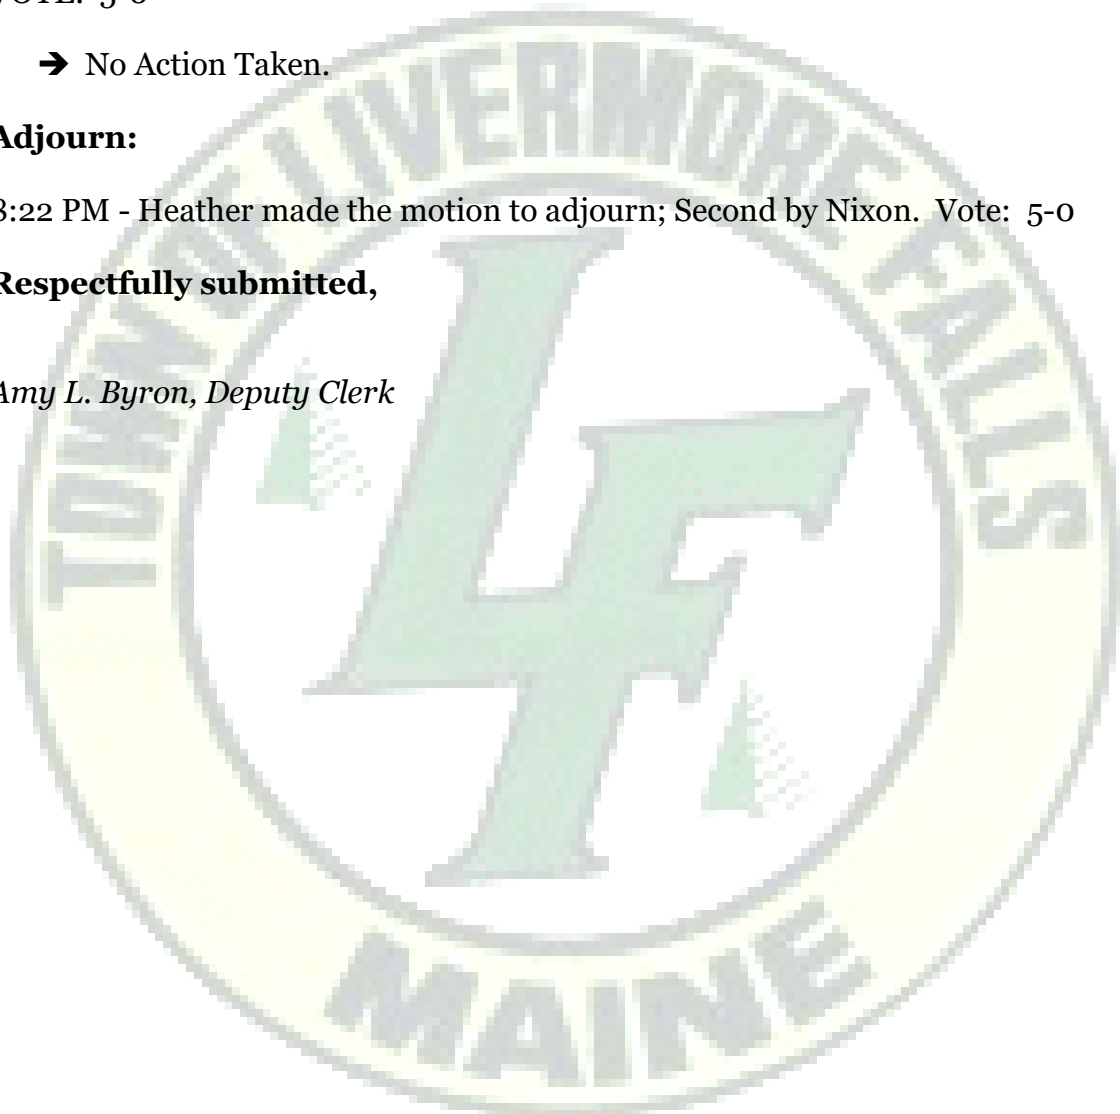 VOTE: 5-0
➔ No Action Taken.
Adjourn:
8:22 PM - Heather made the motion to adjourn; Second by Nixon. Vote: 5-0
Respectfully submitted,
Amy L. Byron, Deputy Clerk
TOWN OF LIVERMORE FALLS
LF
MAINE